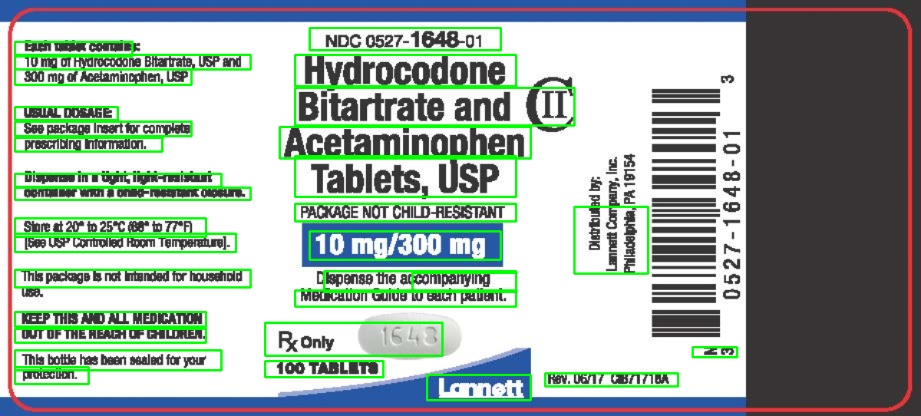 Each tablet contains:
10 mg of Hydrocodone Bitartrate, USP and
300 mg of Acetaminophen, USP
USUAL DOSAGE:
See package insert for complete
prescribing information.
Dispense in a tight, light-resistant
container with a child-resistant closure.
Store at 20° to 25°C (68° to 77°F)
[See USP Controlled Room Temperature].
This package is not intended for household
use.
KEEP THIS AND ALL MEDICATION
OUT OF THE REACH OF CHILDREN.
This bottle has been sealed for your
protection.
NDC 0527-1648-01
Hydrocodone
Bitartrate and
Acetaminophen
Tablets, USP
CII
PACKAGE NOT CHILD-RESISTANT
10 mg/300 mg
Dispense the accompanying
Medication Guide to each patient.
Rx Only
1648
100 TABLETS
Lannett
Distributed by:
Lannett Company, Inc.
Philadelphia, PA 19154
3
0527-1648-01
N
3
Rev. 06/17 CIB71718A